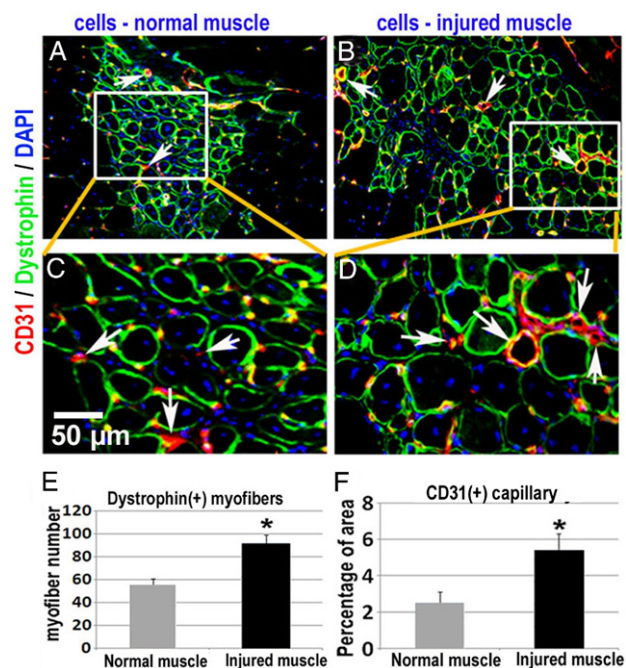 cells - normal muscle
cells - injured muscle
A
B
CD31 / Dystrophin / DAPI
C
D
50 µm
E
Dystrophin(+) myofibers
myofiber number
120
100
80
60
40
20
0
*
Normal muscle
Injured muscle
F
CD31(+) capillary
Percentage of area
8
6
4
2
0
*
Normal muscle
Injured muscle